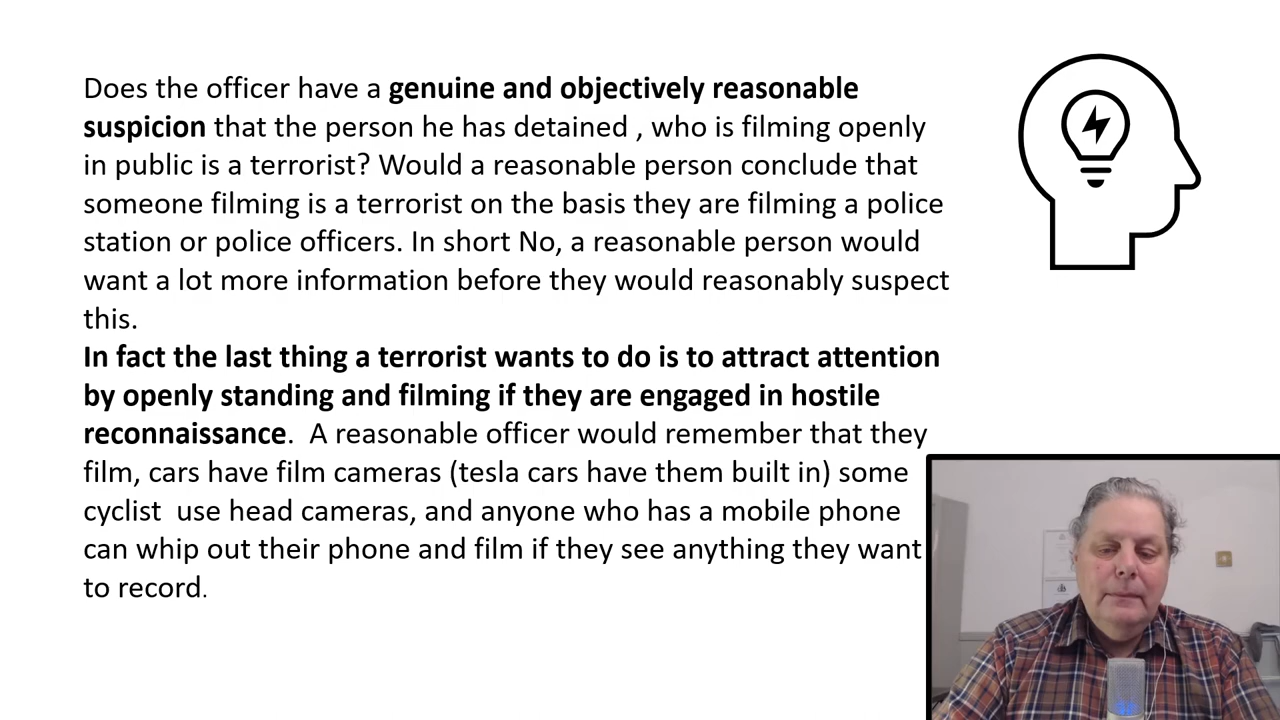 Does the officer have a genuine and objectively reasonable
suspicion that the person he has detained , who is filming openly
in public is a terrorist? Would a reasonable person conclude that
someone filming is a terrorist on the basis they are filming a police
station or police officers. In short No, a reasonable person would
want a lot more information before they would reasonably suspect
this.
In fact the last thing a terrorist wants to do is to attract attention
by openly standing and filming if they are engaged in hostile
reconnaissance.  A reasonable officer would remember that they
film, cars have film cameras (tesla cars have them built in) some
cyclist  use head cameras, and anyone who has a mobile phone
can whip out their phone and film if they see anything they want
to record.